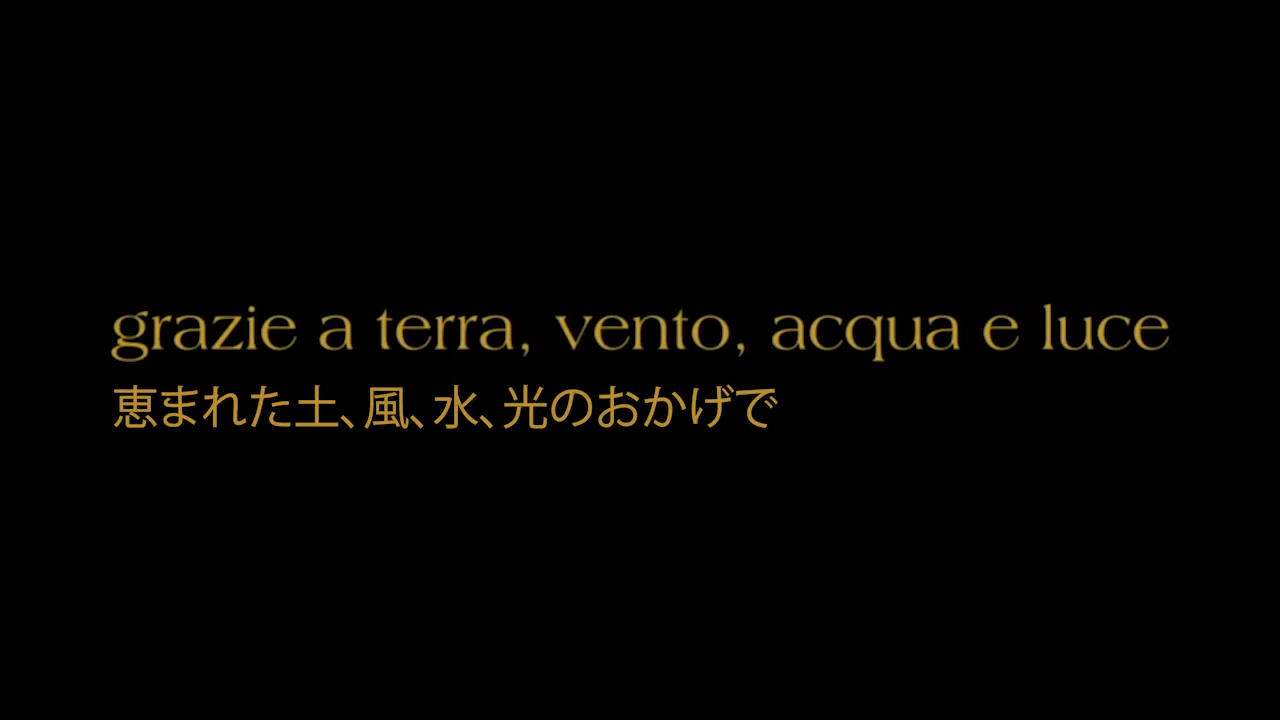 grazie a terra, vento, acqua e luce
恵まれた土、風、水、光のおかげで